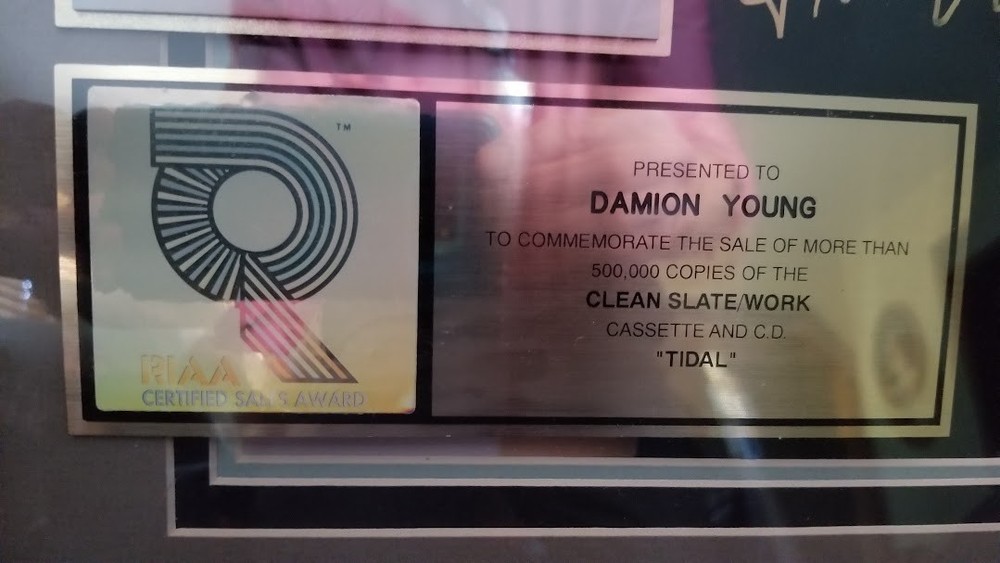 TM
RIAA
CERTIFIED SALES AWARD
PRESENTED TO
DAMION YOUNG
TO COMMEMORATE THE SALE OF MORE THAN
500,000 COPIES OF THE
CLEAN SLATE/WORK
CASSETTE AND C.D.
"TIDAL"